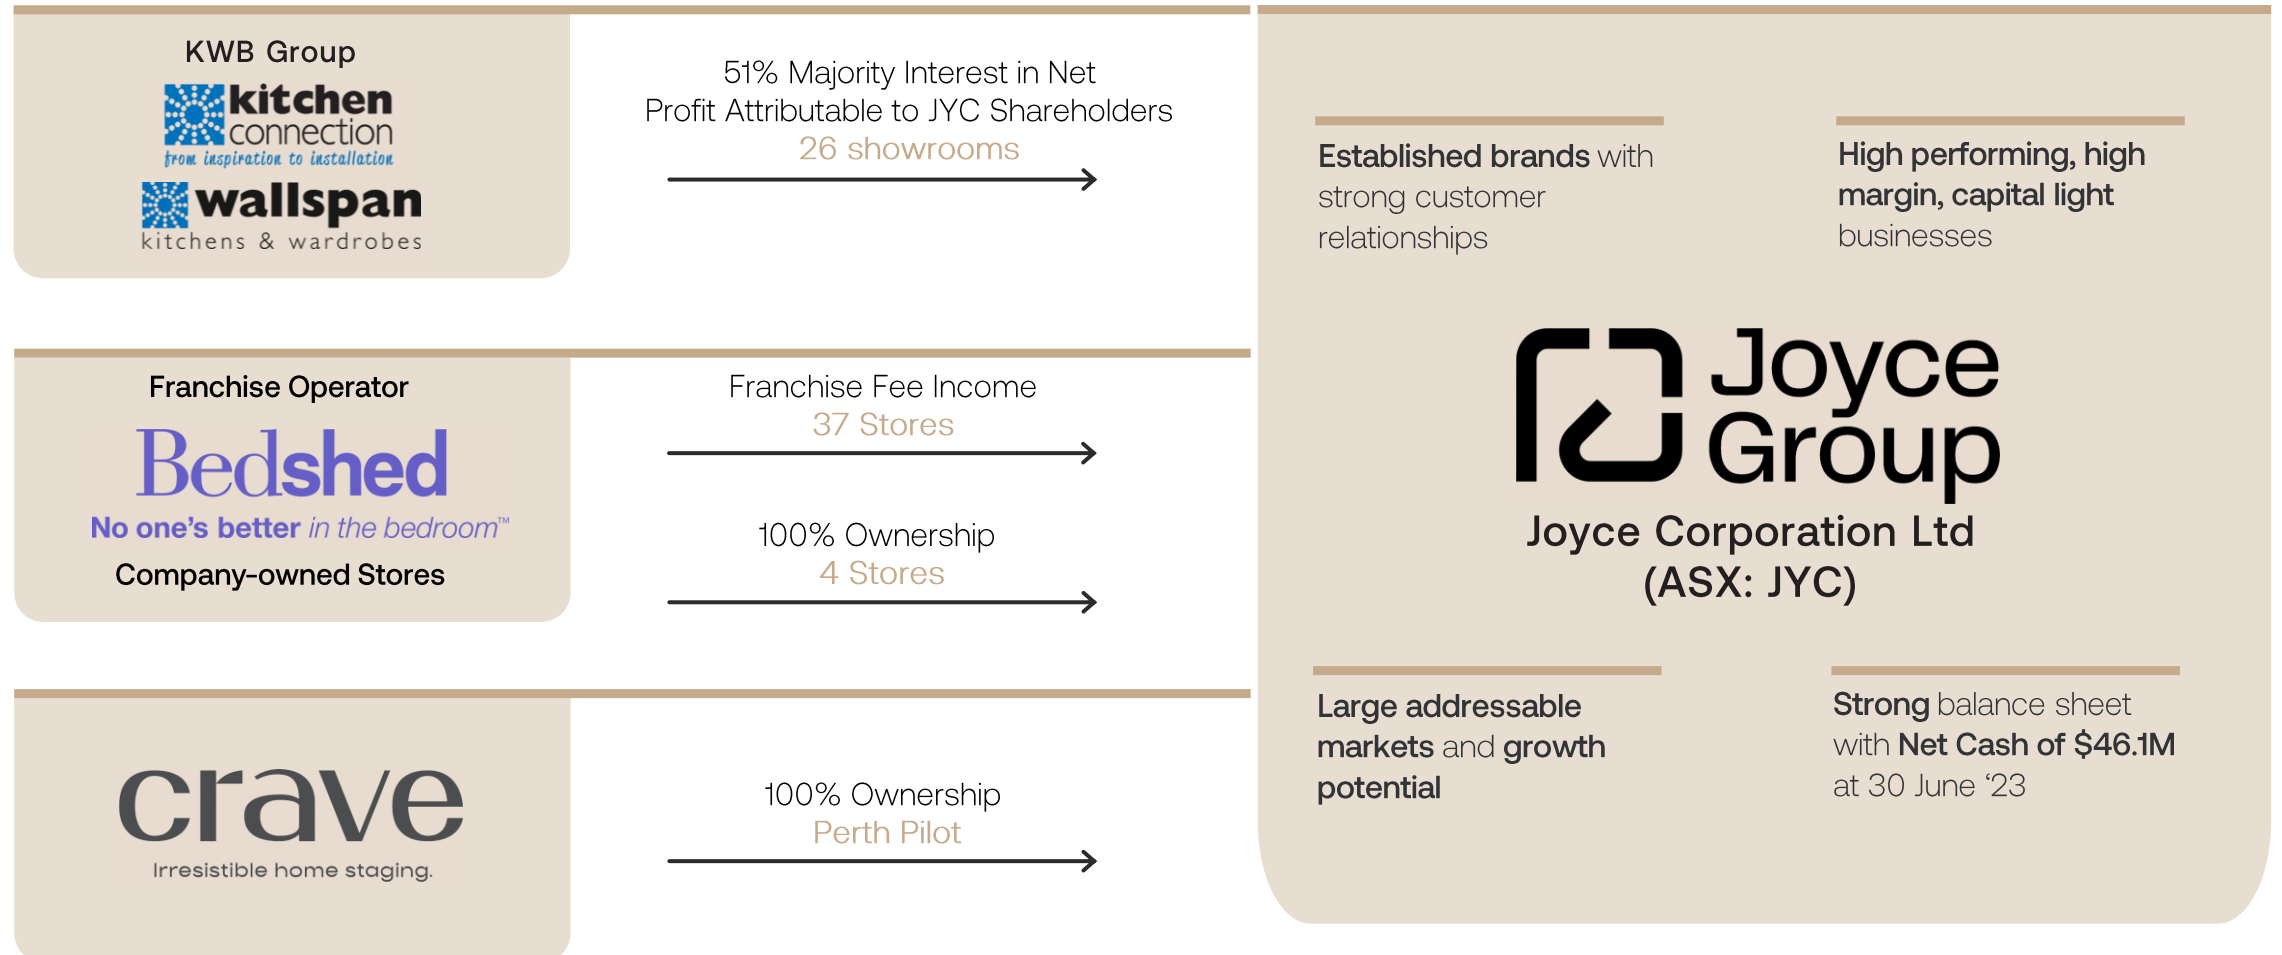 KWB Group
kitchen
connection
from inspiration to installation
wallspan
kitchens & wardrobes
51% Majority Interest in Net
Profit Attributable to JYC Shareholders
26 showrooms
Franchise Operator
Bedshed
No one's better in the bedroom™
Company-owned Stores
Franchise Fee Income
37 Stores
100% Ownership
4 Stores
crave
Irresistible home staging.
100% Ownership
Perth Pilot
Established brands with
strong customer
relationships
High performing, high
margin, capital light
businesses
Joyce
Group
Joyce Corporation Ltd
(ASX: JYC)
Large addressable
markets and growth
potential
Strong balance sheet
with Net Cash of $46.1M
at 30 June ‘23